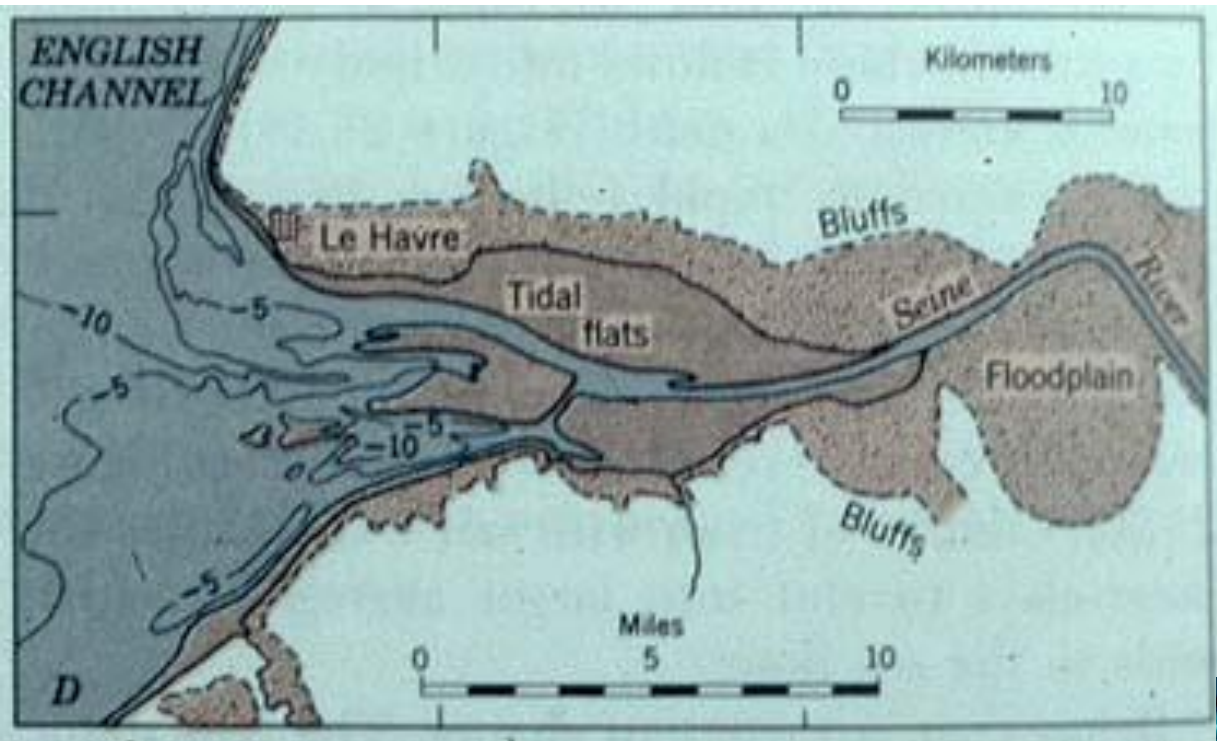 ENGLISH
CHANNEL
Kilometers
0 10
Bluffs
Le Havre
Seine
River
Tidal
flats
-5
-10
-5
Floodplain
-5
-10
Bluffs
-5
Miles
0 5 10
D